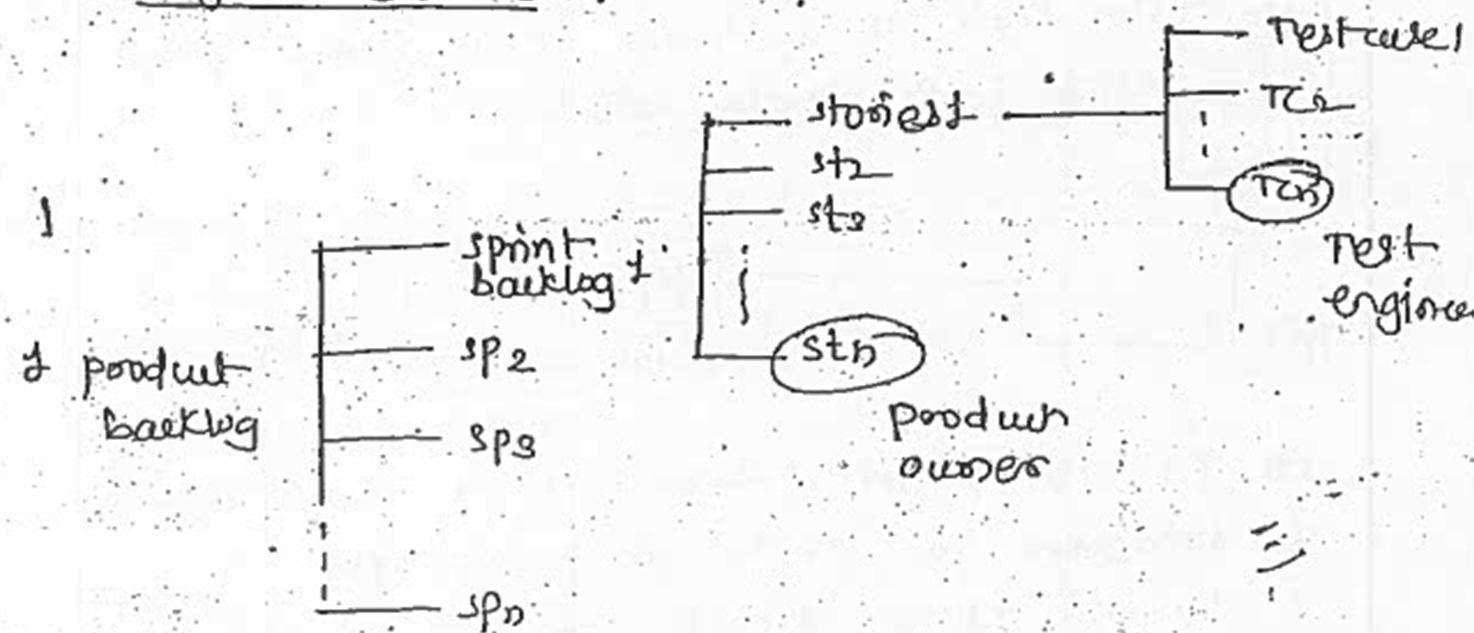 Testcase1
TC2
TCn
Test
engineer
stories1
st2
st3
stn
product
owner
sprint
backlog 1
sp2
sp3
spn
1 product
backlog